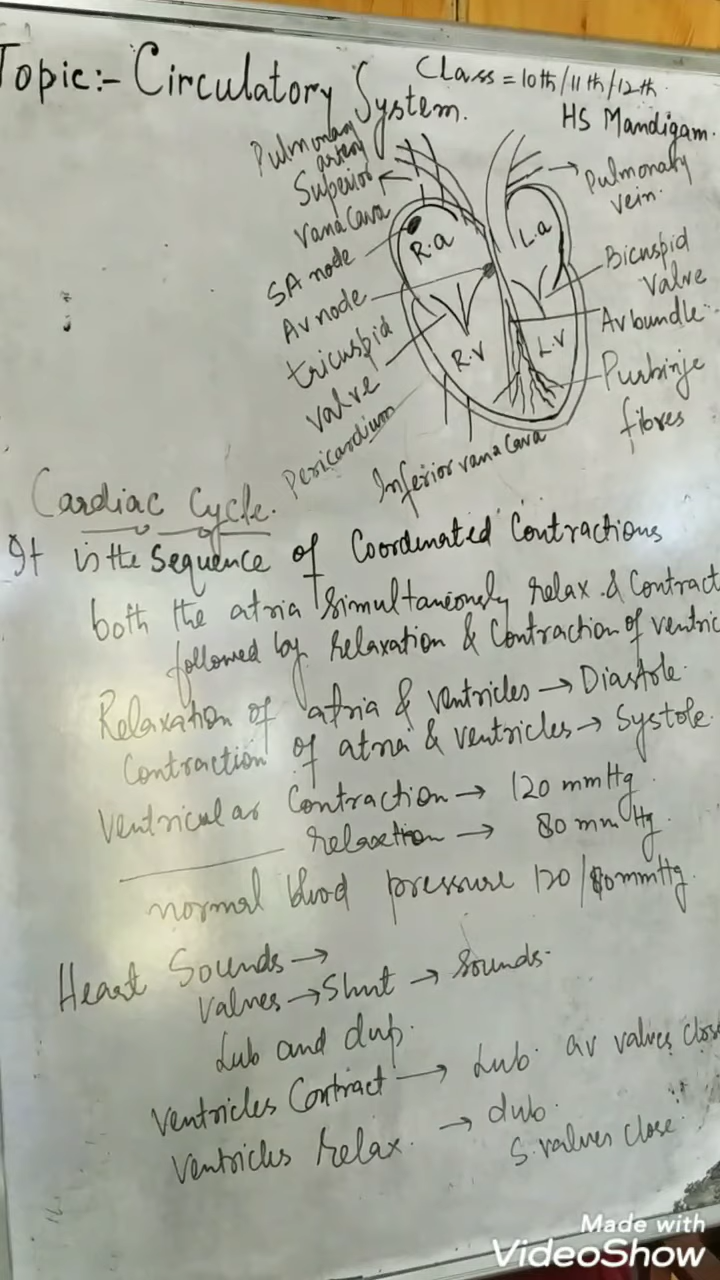 Topic:- Circulatory System.
Class = 10th/11th/12th
HS Mandigam.
Pulmonary artery
Superior vana Cava
SA node
Av node
tricuspid valve
Pericardium
R.a
L.a
R.V
L.V
Pulmonary vein.
Bicuspid Valve
Av bundle
Purbinje fibres
Inferior vana Cava
Cardiac Cycle.
It is the Sequence of Coordinated Contractions
both the atria simultaneously relax & Contract
followed by relaxation & Contraction of ventric
Relaxation of atria & ventricles → Diastole.
Contraction of atria & ventricles → Systole.
Ventricular Contraction → 120 mmHg.
relaxation → 80 mmHg.
normal blood pressure 120/80mmHg.
Heart Sounds →
Valves → Shut → Sounds.
Lub and dup.
Ventricles Contract → Lub. av valves close
Ventricles relax. → dub.
S. valves close
Made with
VideoShow